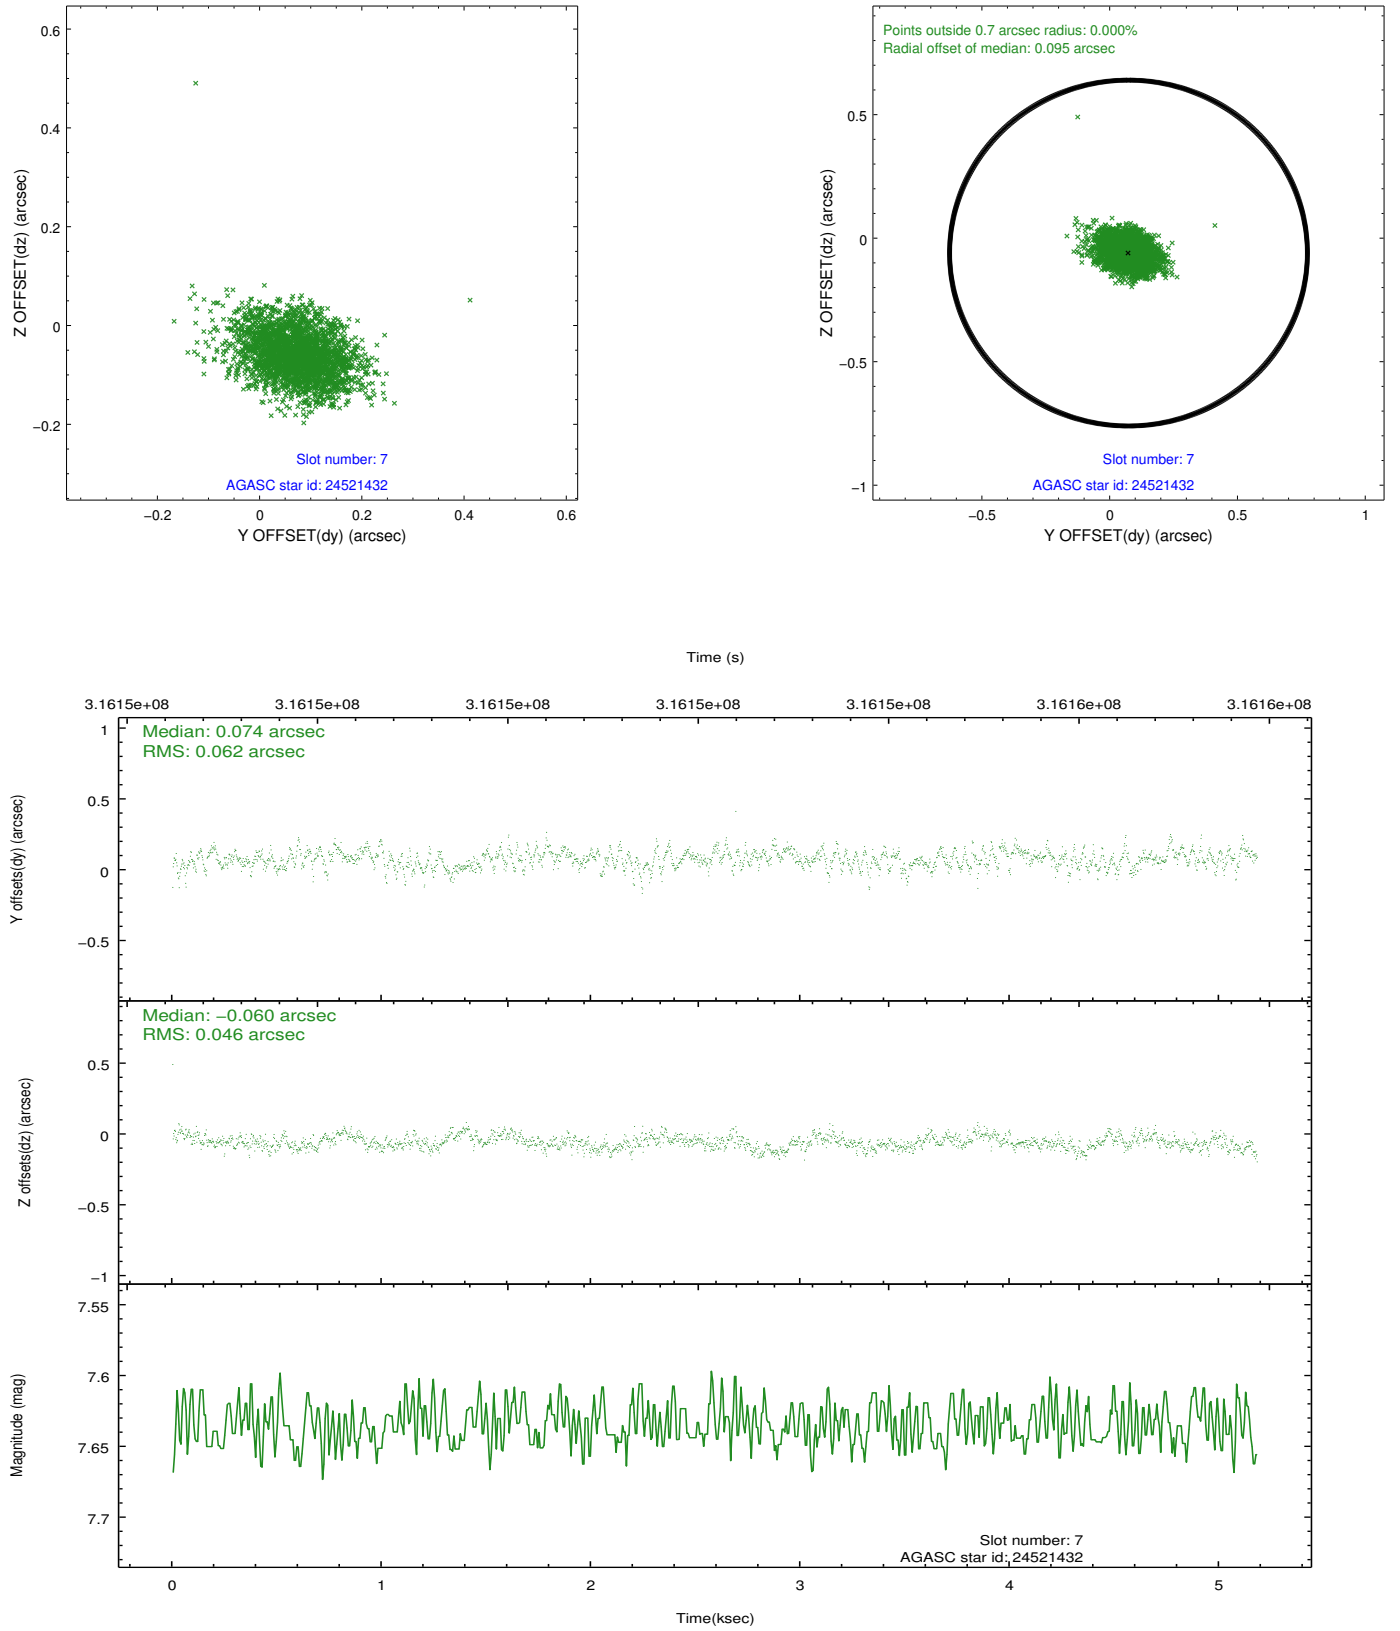 0.6
0.4
0.2
0
−0.2
Z OFFSET(dz) (arcsec)
Slot number: 7
AGASC star id: 24521432
−0.2 0 0.2 0.4 0.6
Y OFFSET(dy) (arcsec)
Points outside 0.7 arcsec radius: 0.000%
Radial offset of median: 0.095 arcsec
0.5
0
−0.5
−1
Z OFFSET(dz) (arcsec)
Slot number: 7
AGASC star id: 24521432
−0.5 0 0.5 1
Y OFFSET(dy) (arcsec)
Time (s)
3.1615e+08 3.1615e+08 3.1615e+08 3.1615e+08 3.1615e+08 3.1616e+08 3.1616e+08
Median: 0.074 arcsec
RMS: 0.062 arcsec
1
0.5
0
−0.5
Y offsets(dy) (arcsec)
Median: −0.060 arcsec
RMS: 0.046 arcsec
0.5
0
−0.5
−1
Z offsets(dz) (arcsec)
7.55
7.6
7.65
7.7
Magnitude (mag)
Slot number: 7
AGASC star id: 24521432
0 1 2 3 4 5
Time(ksec)